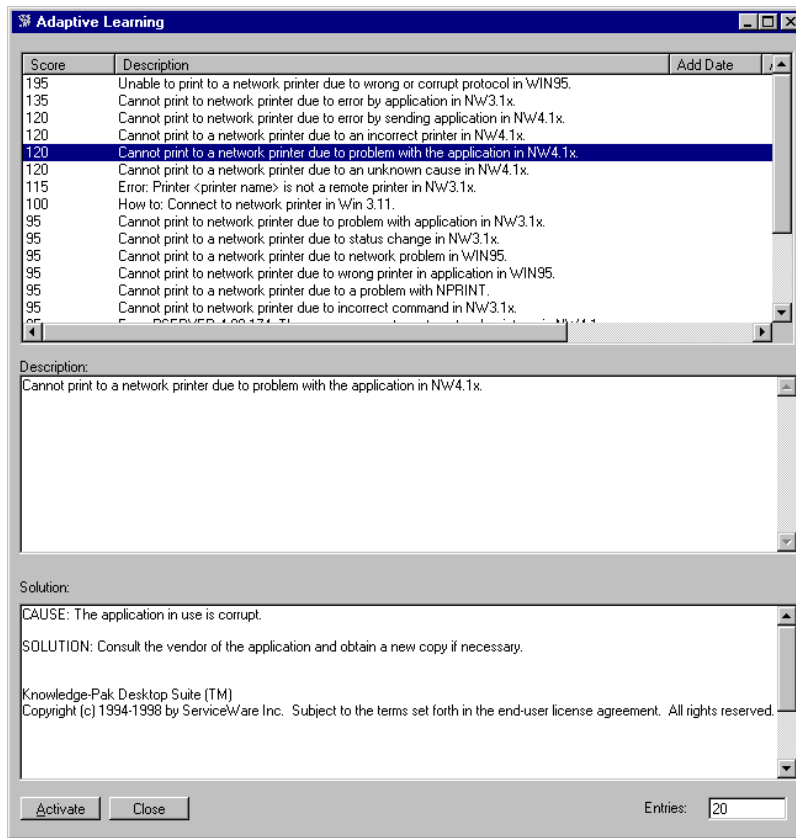 Adaptive Learning
Score Description Add Date
195 Unable to print to a network printer due to wrong or corrupt protocol in WIN95.
135 Cannot print to network printer due to error by application in NW3.1x.
120 Cannot print to a network printer due to error by sending application in NW4.1x.
120 Cannot print to a network printer due to an incorrect printer in NW4.1x.
120 Cannot print to a network printer due to problem with the application in NW4.1x.
120 Cannot print to a network printer due to an unknown cause in NW4.1x.
115 Error: Printer <printer name> is not a remote printer in NW3.1x.
100 How to: Connect to network printer in Win 3.11.
95 Cannot print to a network printer due to problem with application in NW3.1x.
95 Cannot print to a network printer due to status change in NW3.1x.
95 Cannot print to network printer due to network problem in WIN95.
95 Cannot print to network printer due to wrong printer in application in WIN95.
95 Cannot print to a network printer due to a problem with NPRINT.
95 Cannot print to network printer due to incorrect command in NW3.1x.
Description:
Cannot print to a network printer due to problem with the application in NW4.1x.
Solution:
CAUSE: The application in use is corrupt.
SOLUTION: Consult the vendor of the application and obtain a new copy if necessary.
Knowledge-Pak Desktop Suite (TM)
Copyright (c) 1994-1998 by ServiceWare Inc. Subject to the terms set forth in the end-user license agreement. All rights reserved.
Activate Close Entries: 20